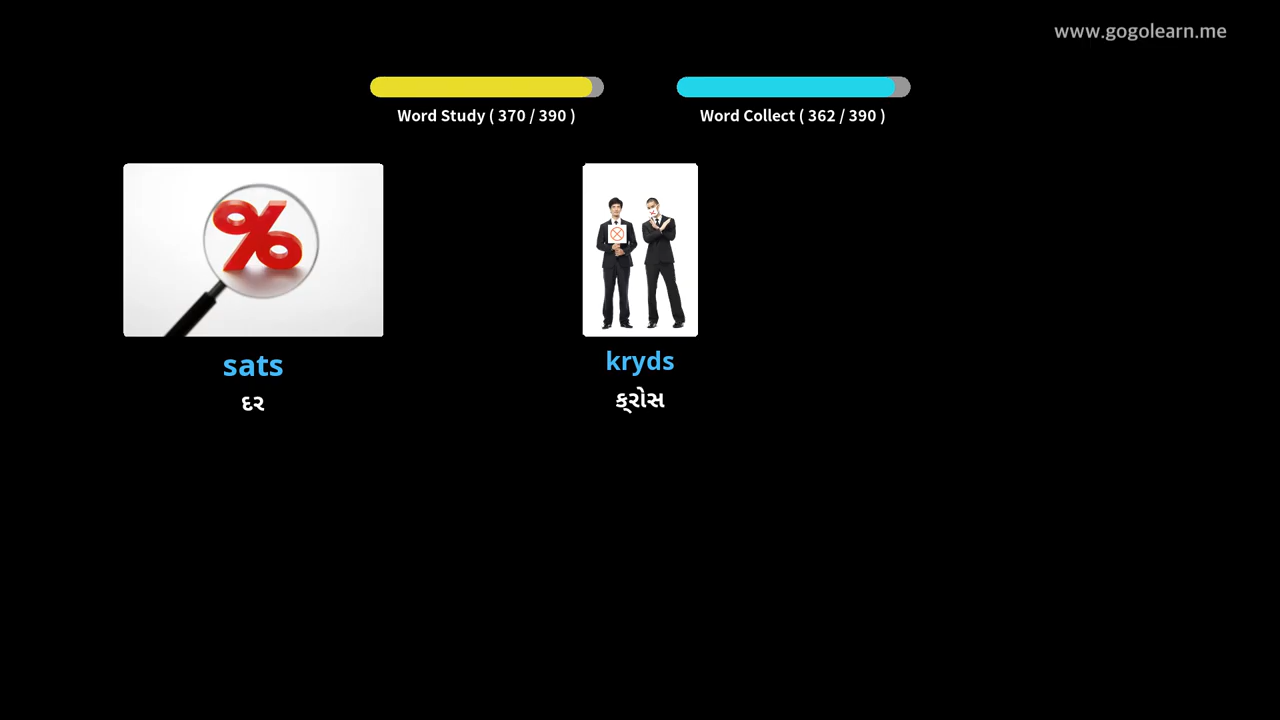 www.gogolearn.me
Word Study ( 370 / 390 )
Word Collect ( 362 / 390 )
%
sats
દર
kryds
ક્રોસ